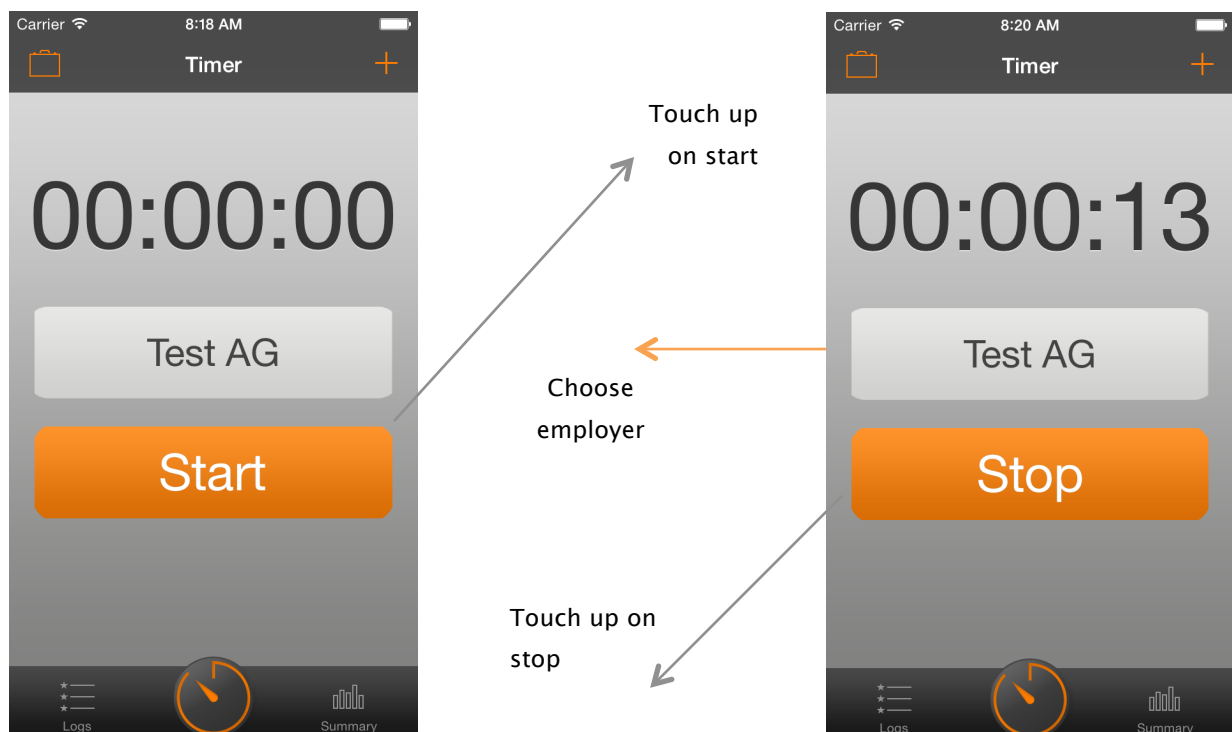 Carrier 8:18 AM
Timer
00:00:00
Test AG
Start
Logs
Summary
Touch up
on start
Choose
employer
Touch up on
stop
Carrier 8:20 AM
Timer
00:00:13
Test AG
Stop
Logs
Summary